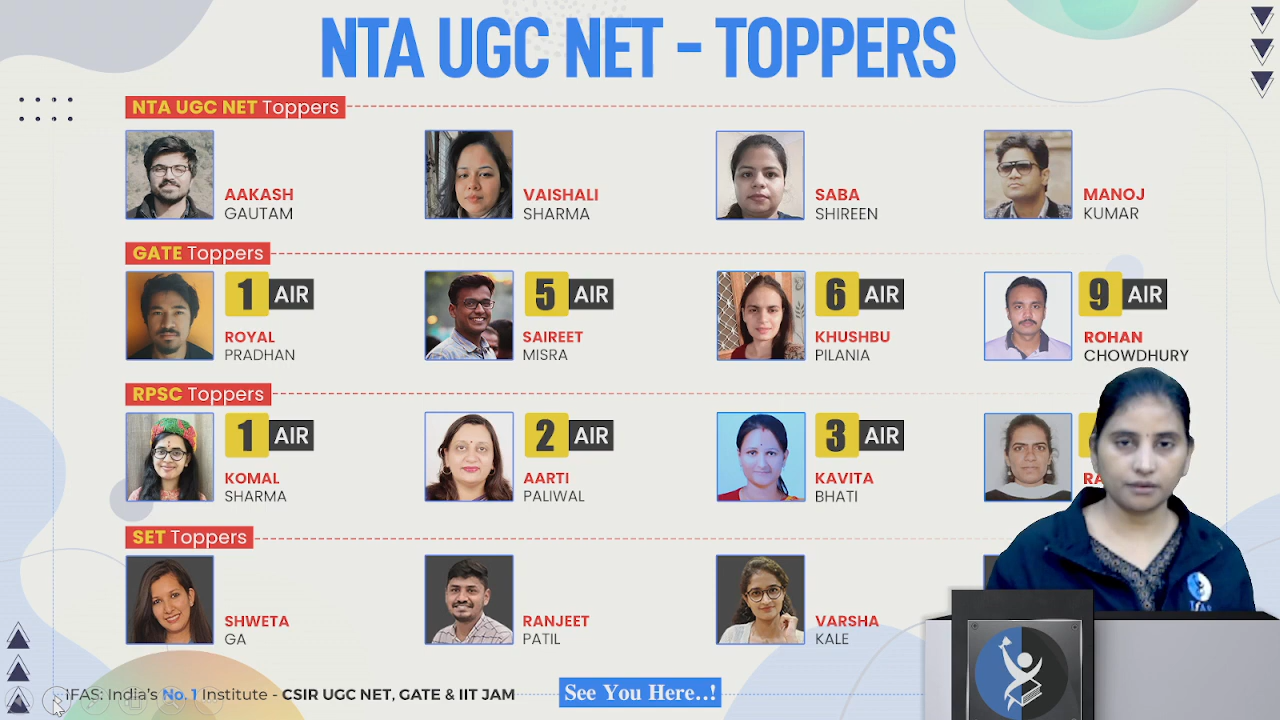 NTA UGC NET - TOPPERS
NTA UGC NET Toppers
AAKASH
GAUTAM
VAISHALI
SHARMA
SABA
SHIREEN
MANOJ
KUMAR
GATE Toppers
1 AIR
ROYAL
PRADHAN
5 AIR
SAIREET
MISRA
6 AIR
KHUSHBU
PILANIA
9 AIR
ROHAN
CHOWDHURY
RPSC Toppers
1 AIR
KOMAL
SHARMA
2 AIR
AARTI
PALIWAL
3 AIR
KAVITA
BHATI
SET Toppers
SHWETA
GA
RANJEET
PATIL
VARSHA
KALE
IFAS: India's No. 1 Institute - CSIR UGC NET, GATE & IIT JAM
See You Here..!